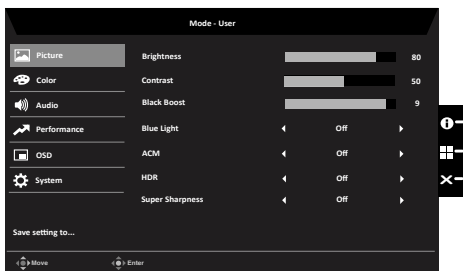 Mode - User
Picture
Brightness 80
Color
Contrast 50
Audio
Black Boost 9
Performance
Blue Light Off
OSD
ACM Off
System
HDR Off
Super Sharpness Off
Save setting to...
Move Enter